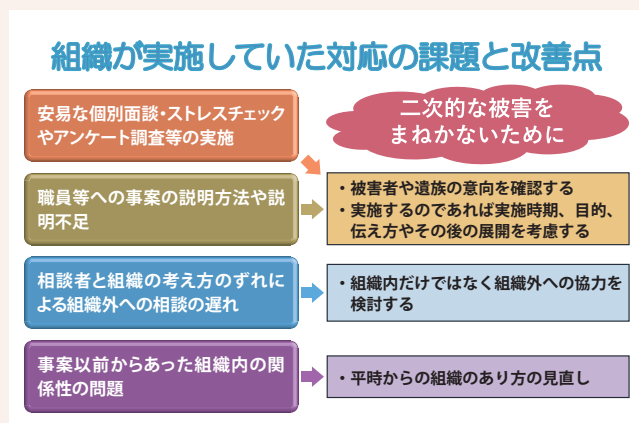 組織が実施していた対応の課題と改善点
安易な個別面談・ストレスチェック
やアンケート調査等の実施
二次的な被害を
まねかないために
職員等への事案の説明方法や説
明不足
・被害者や遺族の意向を確認する
・実施するのであれば実施時期、目的、
伝え方やその後の展開を考慮する
相談者と組織の考え方のずれに
よる組織外への相談の遅れ
・組織内だけではなく組織外への協力を
検討する
事案以前からあった組織内の関
係性の問題
・平時からの組織のあり方の見直し